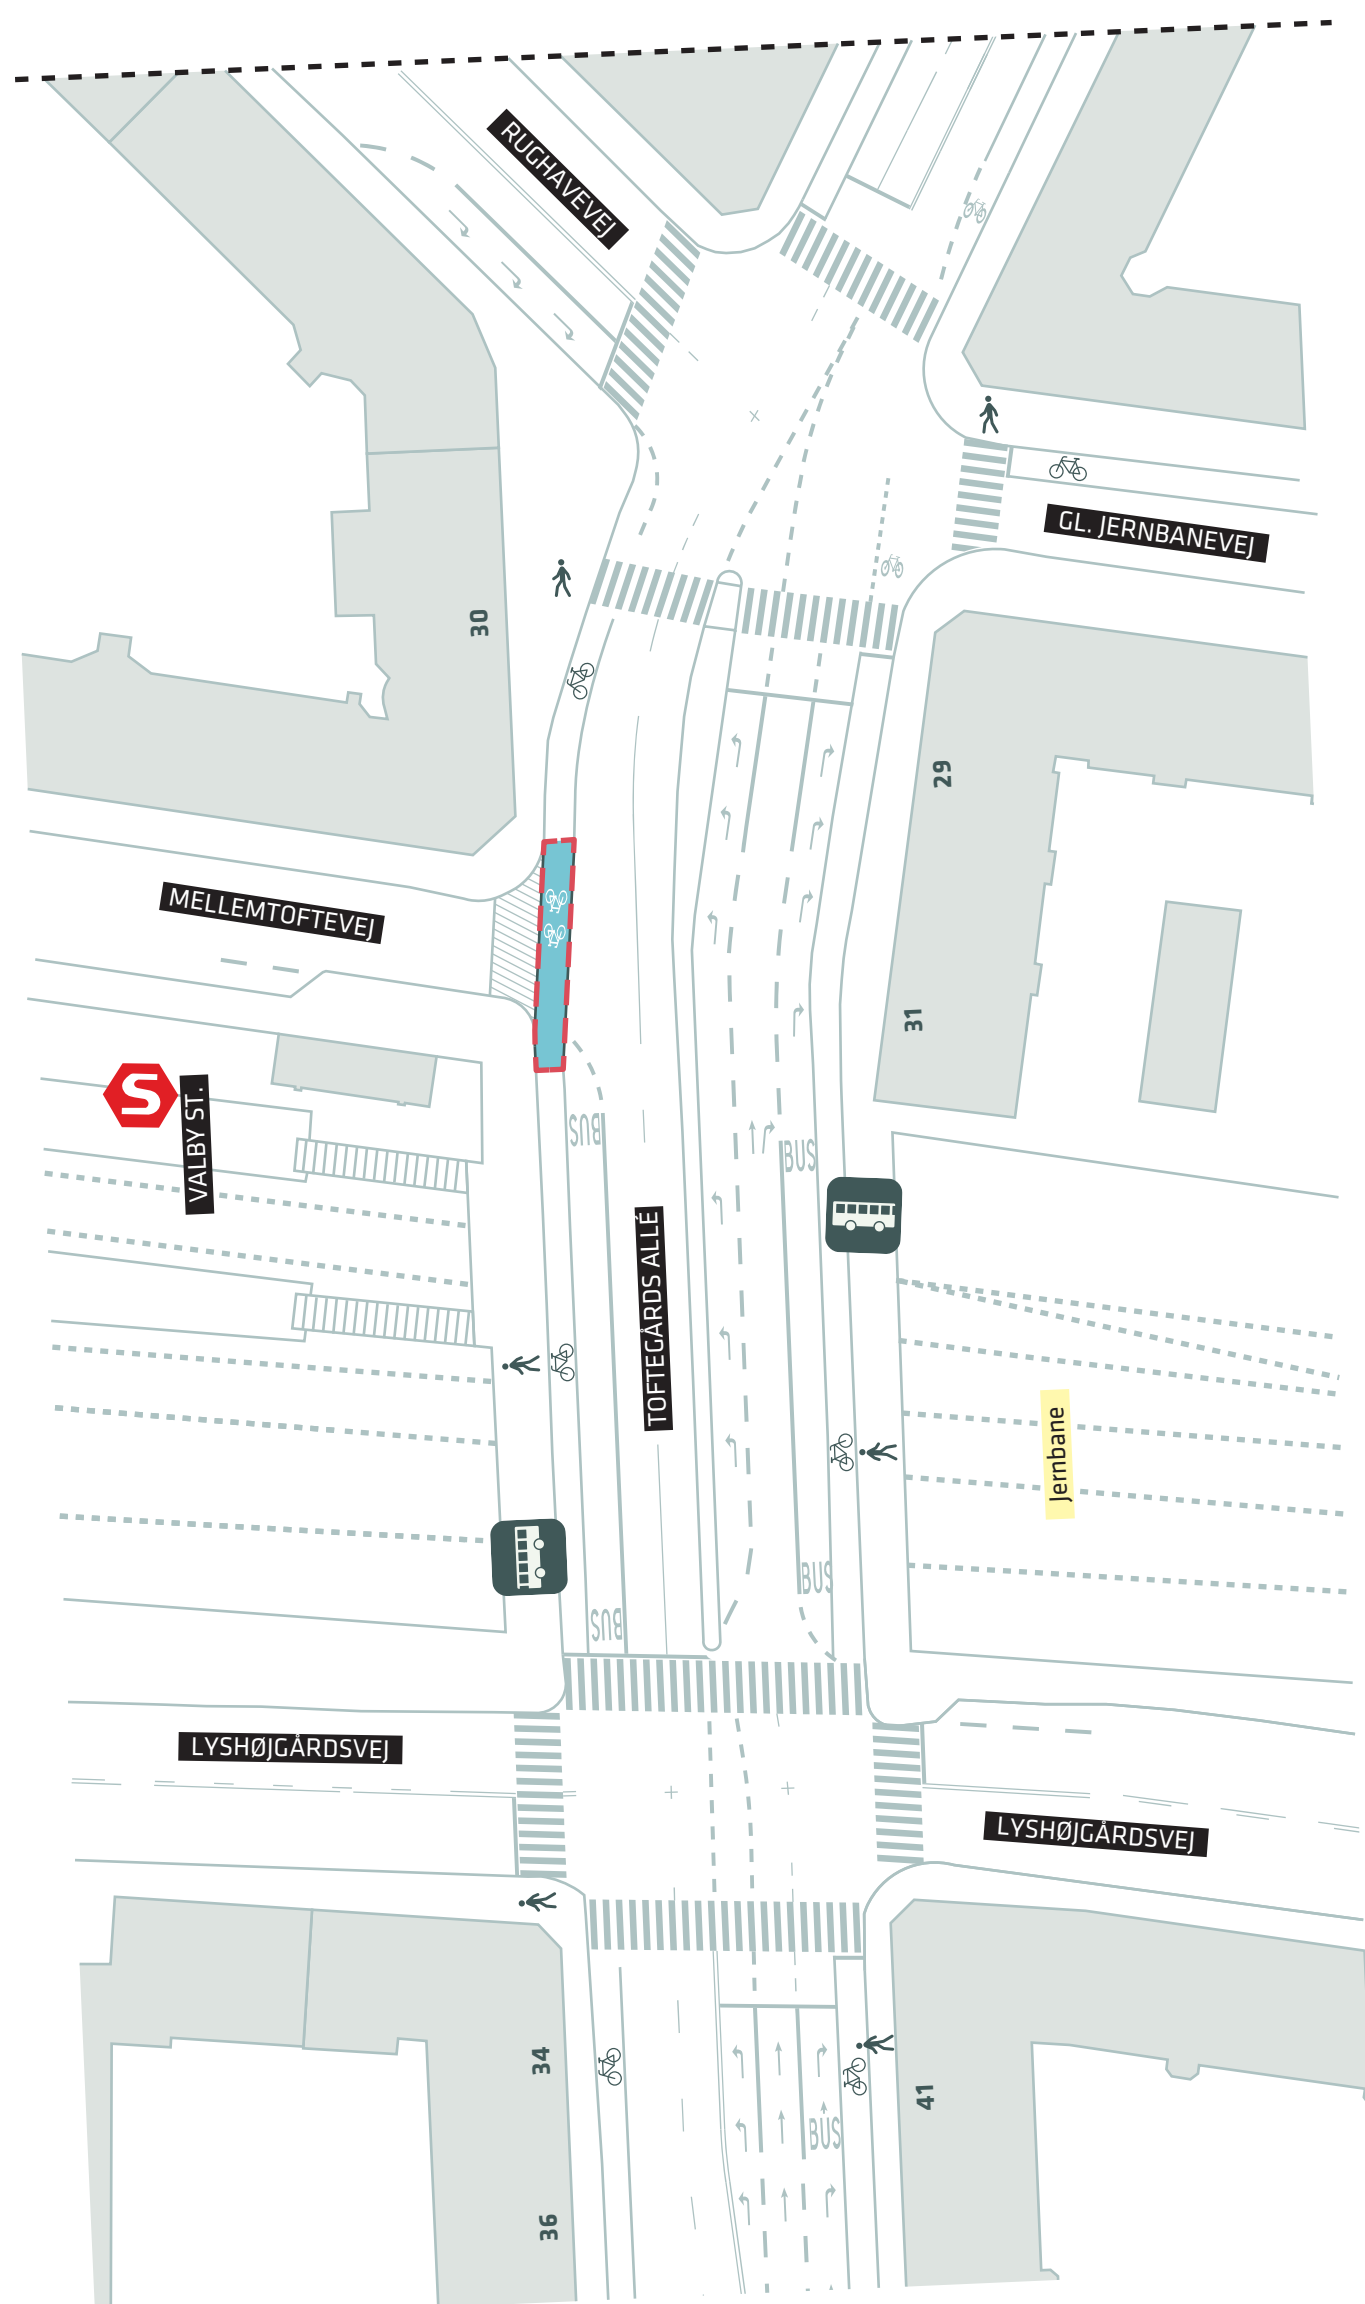 RUGHAVEVEJ
GL. JERNBANEVEJ
30
29
MELLEMTOFTEVEJ
31
S
VALBY ST.
BUS
BUS
TOFTEGÅRDS ALLÉ
Jernbane
BUS
BUS
LYSHØJGÅRDSVEJ
LYSHØJGÅRDSVEJ
34
41
BUS
36